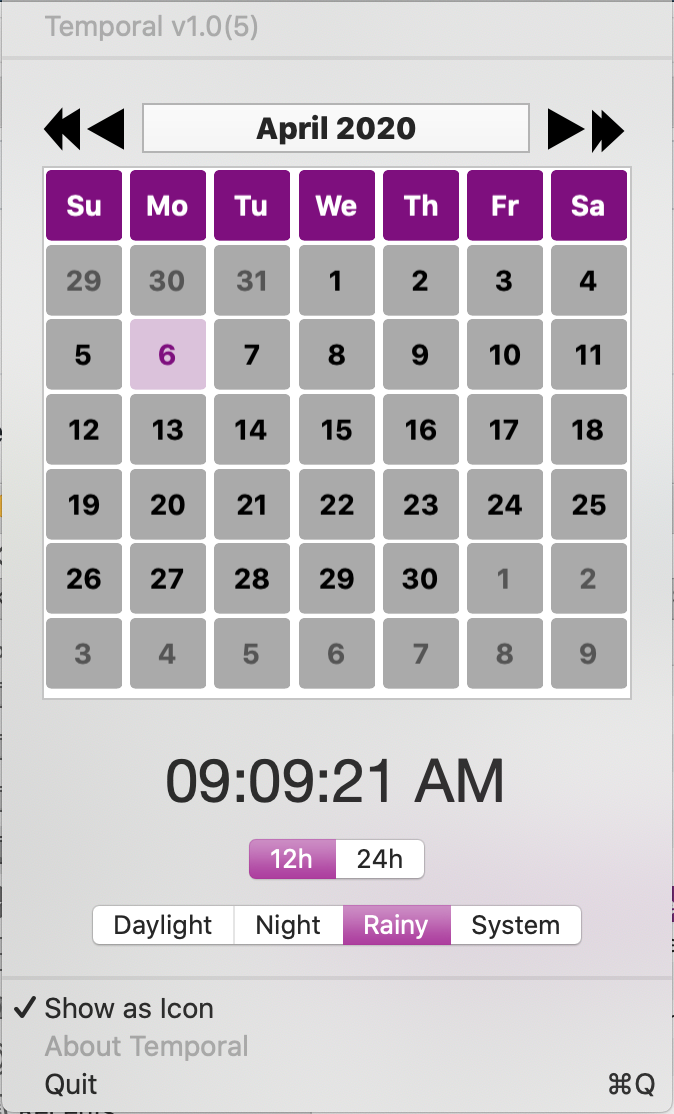 Temporal v1.0(5)
April 2020
Su Mo Tu We Th Fr Sa
29 30 31 1 2 3 4
5 6 7 8 9 10 11
12 13 14 15 16 17 18
19 20 21 22 23 24 25
26 27 28 29 30 1 2
3 4 5 6 7 8 9
09:09:21 AM
12h 24h
Daylight Night Rainy System
✓ Show as Icon
About Temporal
Quit ⌘Q